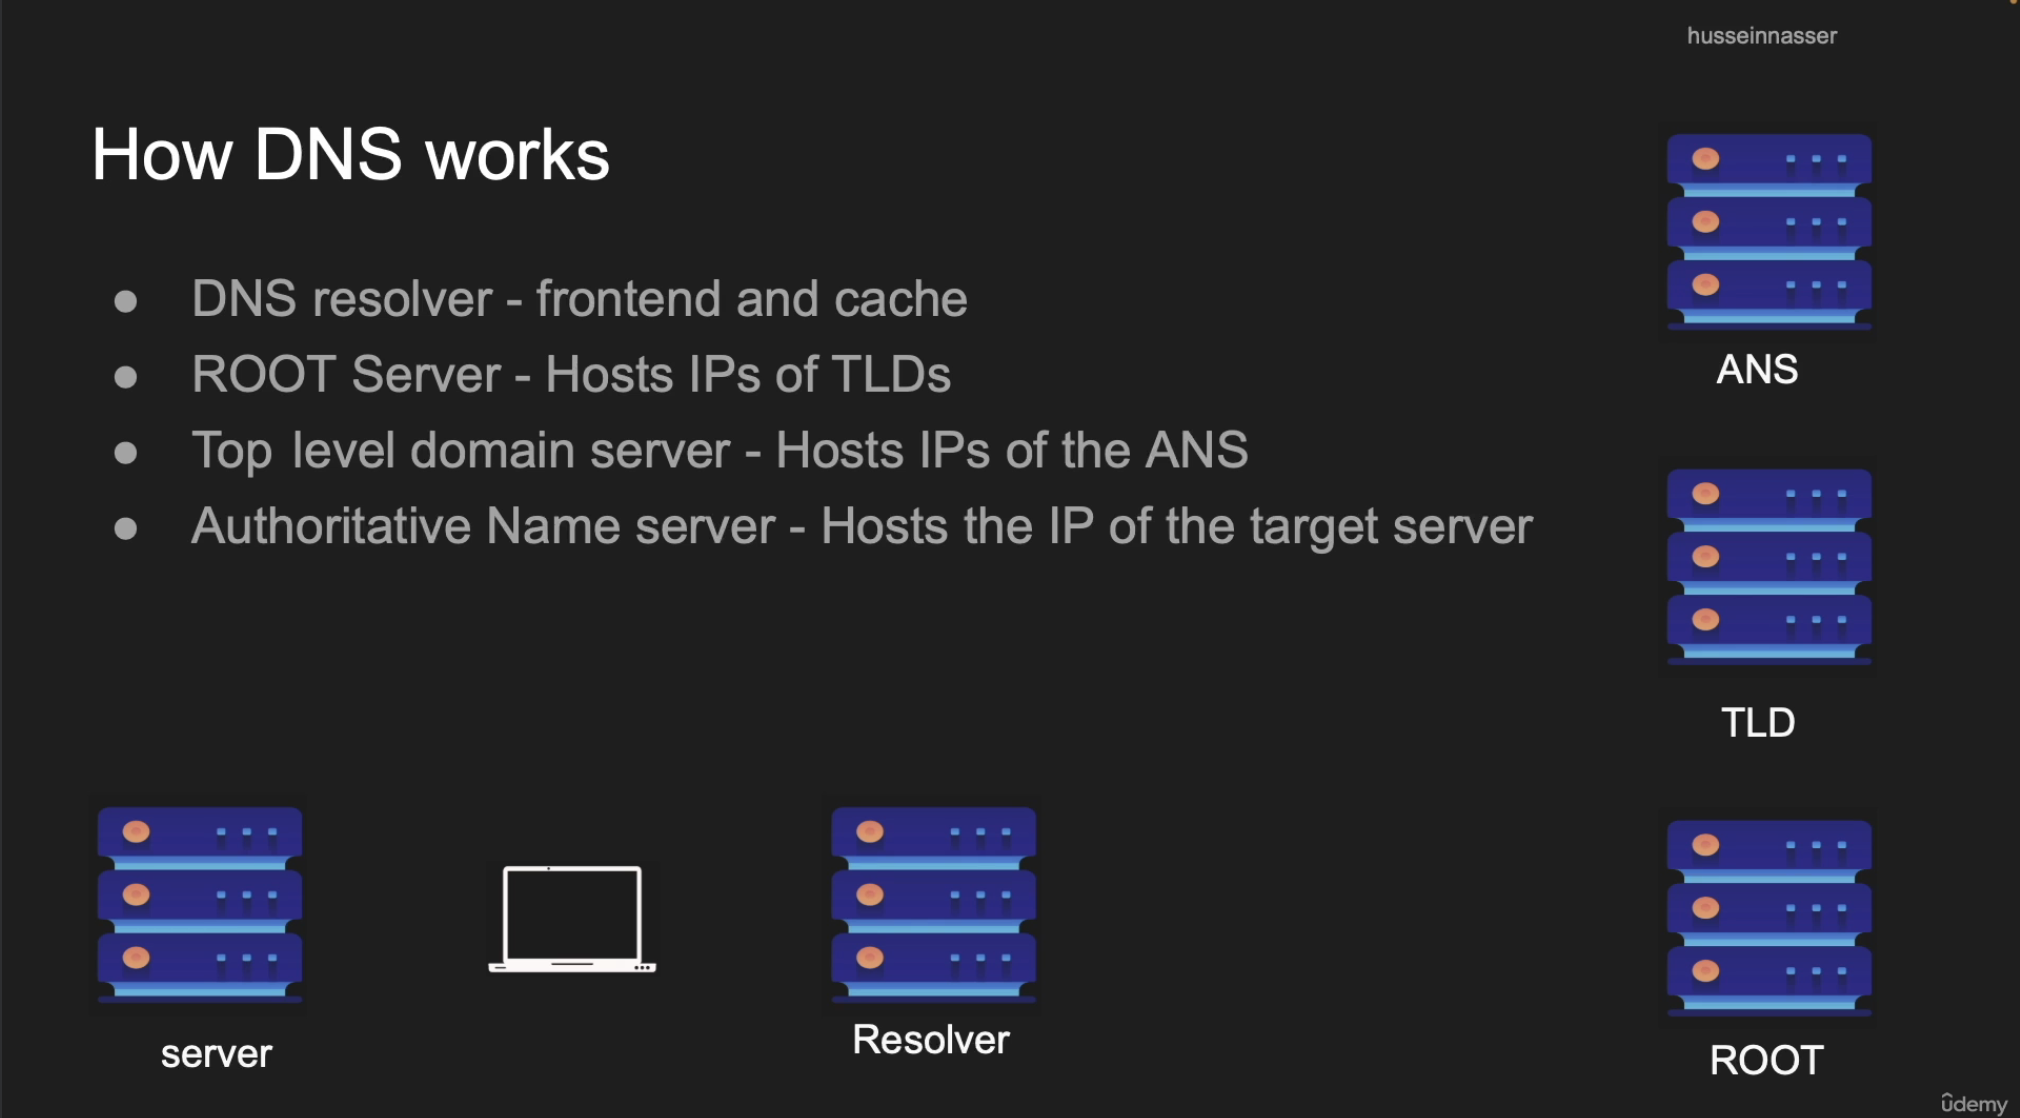 husseinnasser
How DNS works
● DNS resolver - frontend and cache
● ROOT Server - Hosts IPs of TLDs
● Top level domain server - Hosts IPs of the ANS
● Authoritative Name server - Hosts the IP of the target server
ANS
TLD
server
Resolver
ROOT
ûdemy